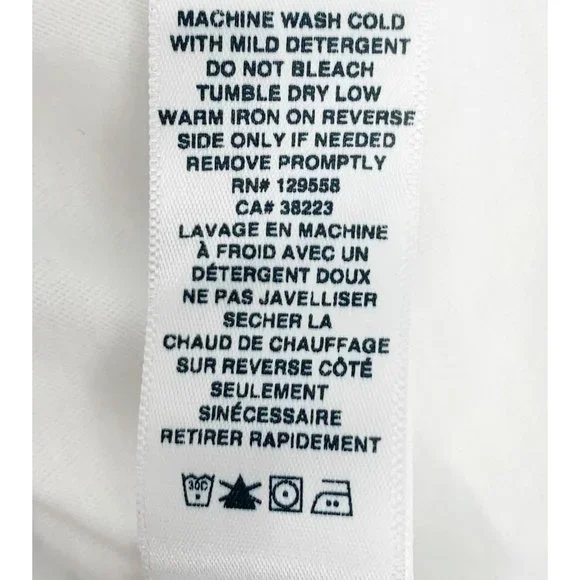 MACHINE WASH COLD
WITH MILD DETERGENT
DO NOT BLEACH
TUMBLE DRY LOW
WARM IRON ON REVERSE
SIDE ONLY IF NEEDED
REMOVE PROMPTLY
RN# 129558
CA# 38223
LAVAGE EN MACHINE
À FROID AVEC UN
DÉTERGENT DOUX
NE PAS JAVELLISER
SECHER LA
CHAUD DE CHAUFFAGE
SUR REVERSE CÔTÉ
SEULEMENT
SINÉCESSAIRE
RETIRER RAPIDEMENT
30C